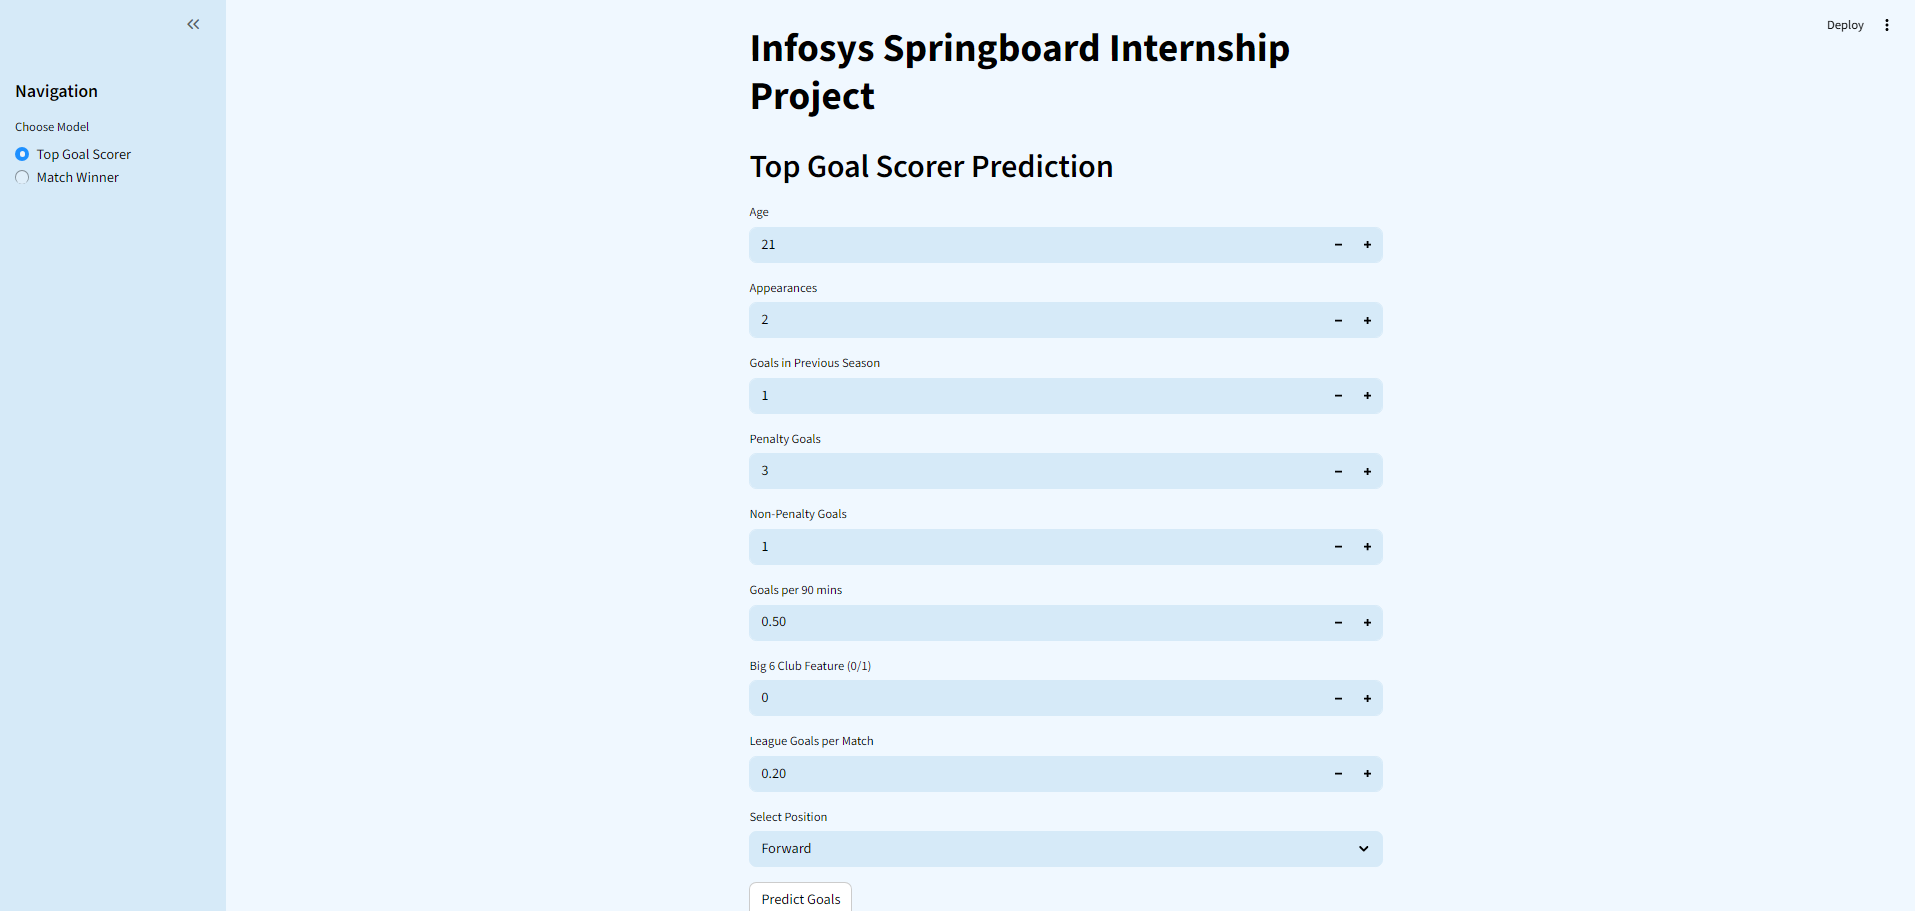 Deploy
Navigation
Choose Model
Top Goal Scorer
Match Winner
Infosys Springboard Internship
Project
Top Goal Scorer Prediction
Age
21
Appearances
2
Goals in Previous Season
1
Penalty Goals
3
Non-Penalty Goals
1
Goals per 90 mins
0.50
Big 6 Club Feature (0/1)
0
League Goals per Match
0.20
Select Position
Forward
Predict Goals